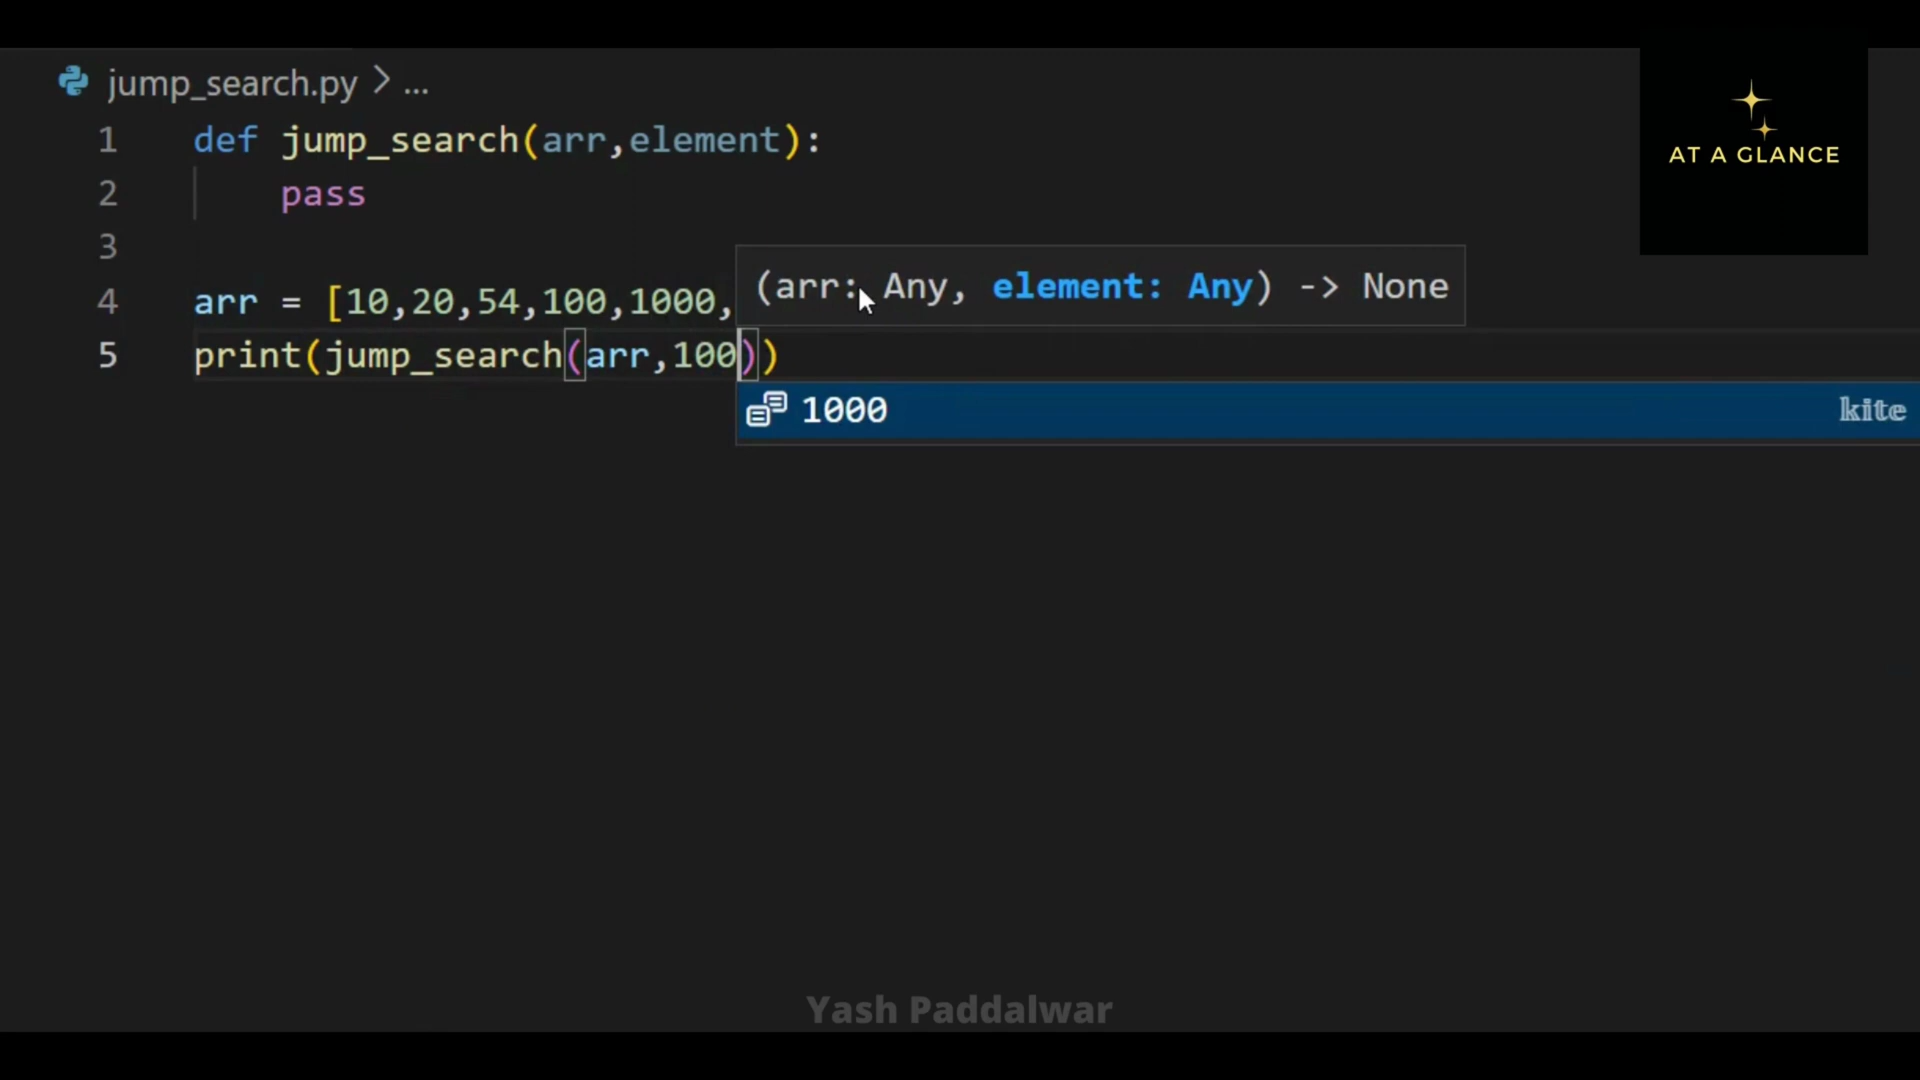 jump_search.py > ...
AT A GLANCE
1 def jump_search(arr,element):
2 pass
3
4 arr = [10,20,54,100,1000,
(arr: Any, element: Any) -> None
5 print(jump_search(arr,100))
1000 kite
Yash Paddalwar